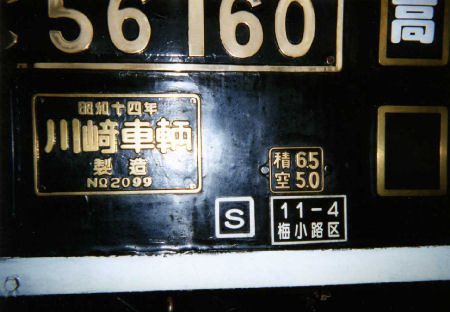 56 160
高
昭和十四年
川崎車輌
製造
No2099
積 6.5
空 5.0
S
11-4
梅小路区